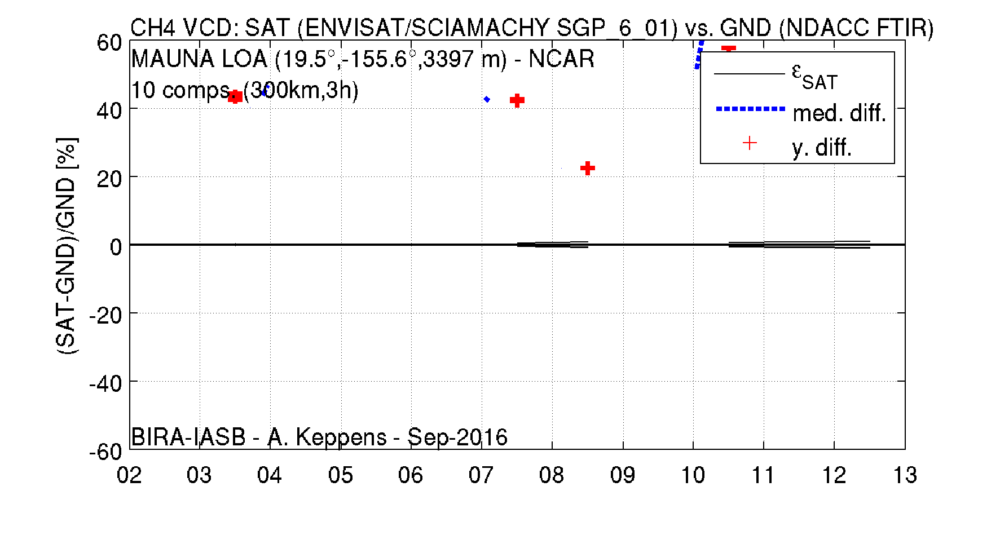 CH4 VCD: SAT (ENVISAT/SCIAMACHY SGP_6_01) vs. GND (NDACC FTIR)
MAUNA LOA (19.5°,-155.6°,3397 m) - NCAR
10 comps. (300km,3h)
εSAT
med. diff.
y. diff.
(SAT-GND)/GND [%]
60
40
20
0
-20
-40
-60
BIRA-IASB - A. Keppens - Sep-2016
02 03 04 05 06 07 08 09 10 11 12 13